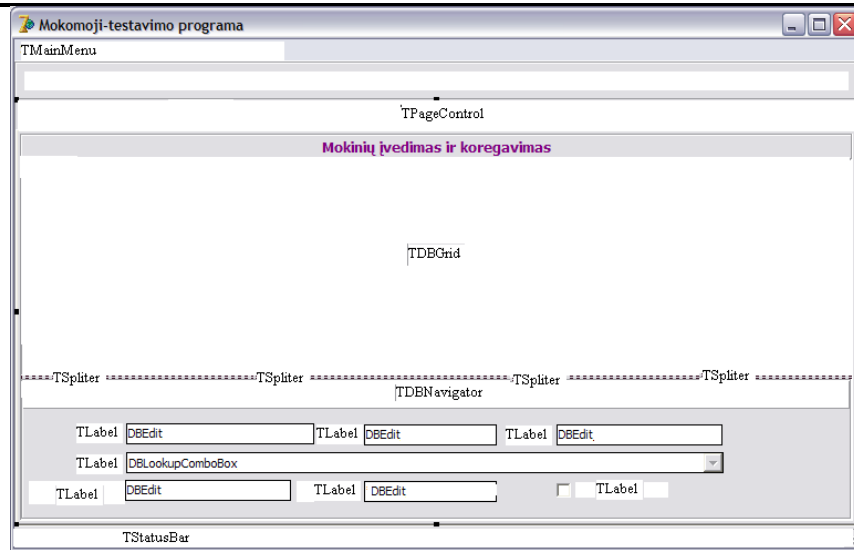 Mokomoji-testavimo programa
TMainMenu
TPageControl
Mokinių įvedimas ir koregavimas
TDBGrid
TSpliter TSpliter TSpliter TSpliter
TDBNavigator
TLabel DBEdit TLabel DBEdit TLabel DBEdit
TLabel DBLookupComboBox
TLabel DBEdit TLabel DBEdit TLabel
TStatusBar